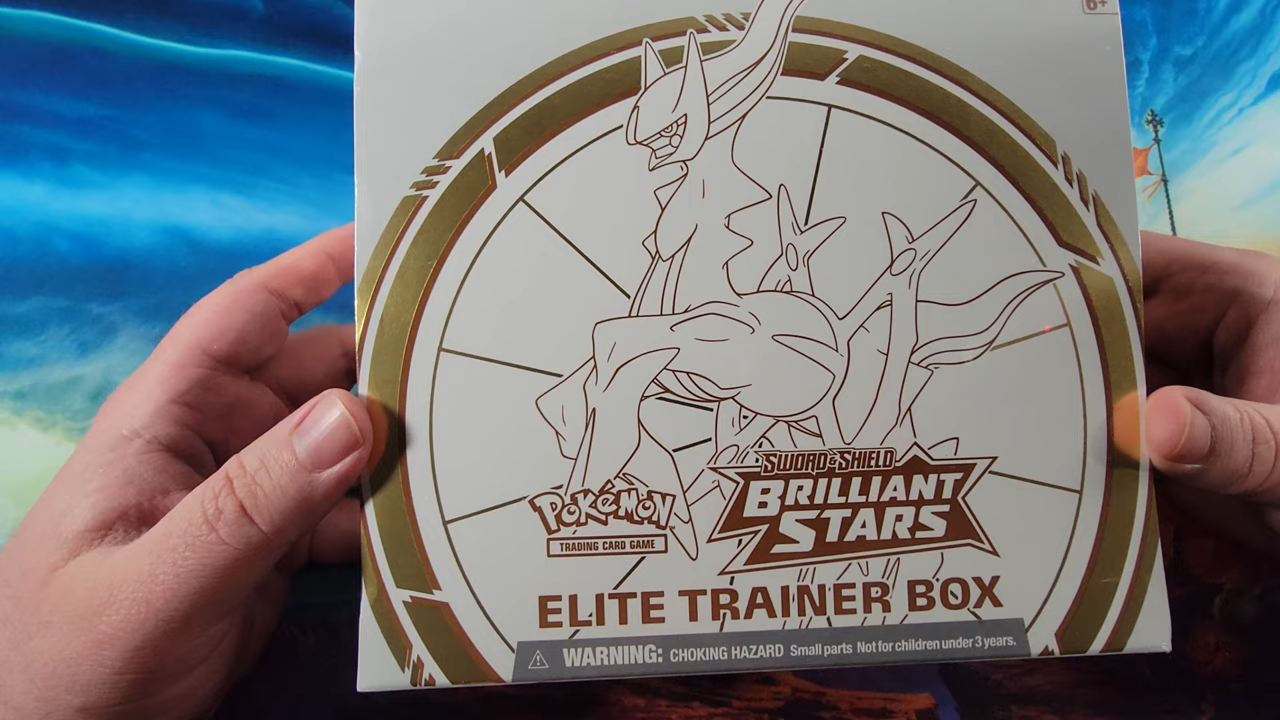 6+
SWORD & SHIELD
BRILLIANT
STARS
Pokémon
TRADING CARD GAME
ELITE TRAINER BOX
WARNING: CHOKING HAZARD Small parts Not for children under 3 years.